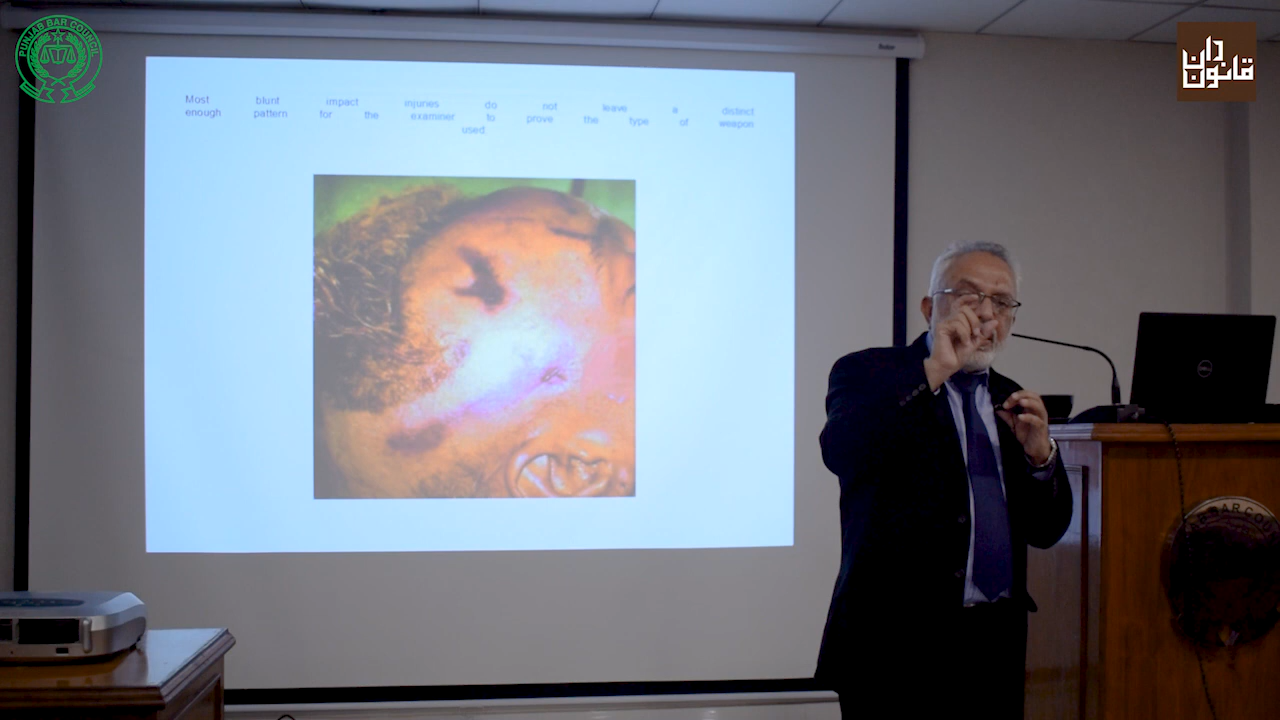 PUNJAB BAR COUNCIL
قانون دان
Most blunt impact injuries do not leave a distinct
enough pattern for the examiner to prove the type of weapon
used.
DELL